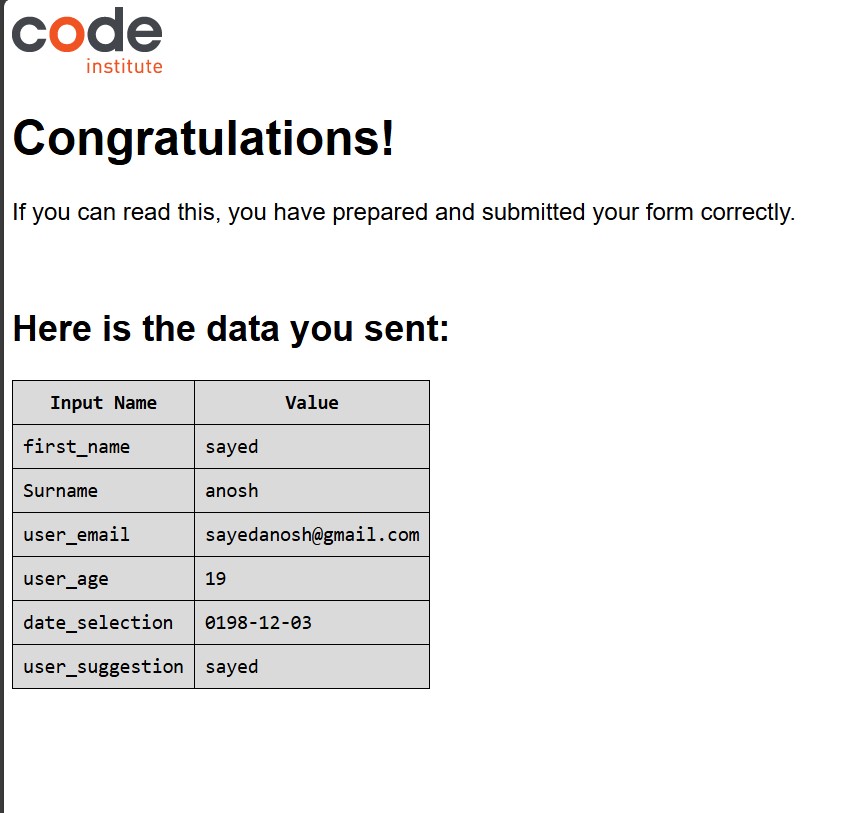 code
institute
Congratulations!
If you can read this, you have prepared and submitted your form correctly.
Here is the data you sent:
Input Name Value
first_name sayed
Surname anosh
user_email sayedanosh@gmail.com
user_age 19
date_selection 0198-12-03
user_suggestion sayed